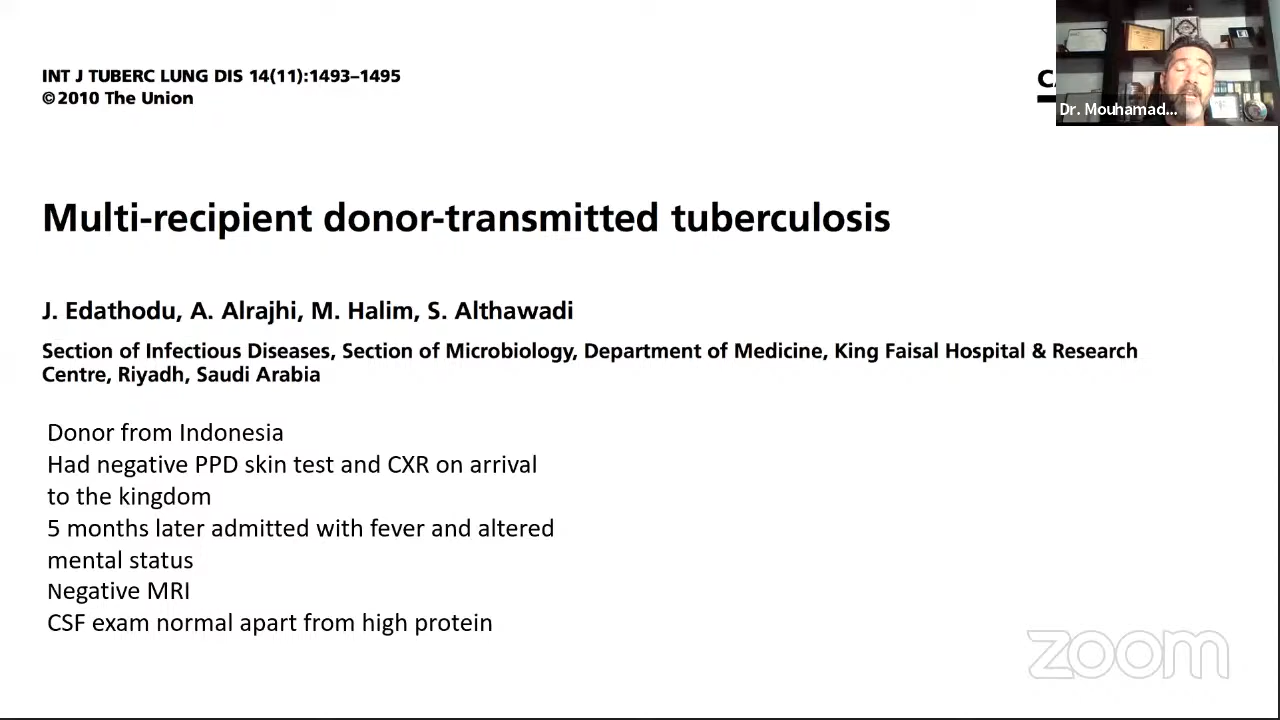 INT J TUBERC LUNG DIS 14(11):1493–1495
©2010 The Union
Dr. Mouhamad...
Multi-recipient donor-transmitted tuberculosis
J. Edathodu, A. Alrajhi, M. Halim, S. Althawadi
Section of Infectious Diseases, Section of Microbiology, Department of Medicine, King Faisal Hospital & Research
Centre, Riyadh, Saudi Arabia
Donor from Indonesia
Had negative PPD skin test and CXR on arrival
to the kingdom
5 months later admitted with fever and altered
mental status
Negative MRI
CSF exam normal apart from high protein
zoom